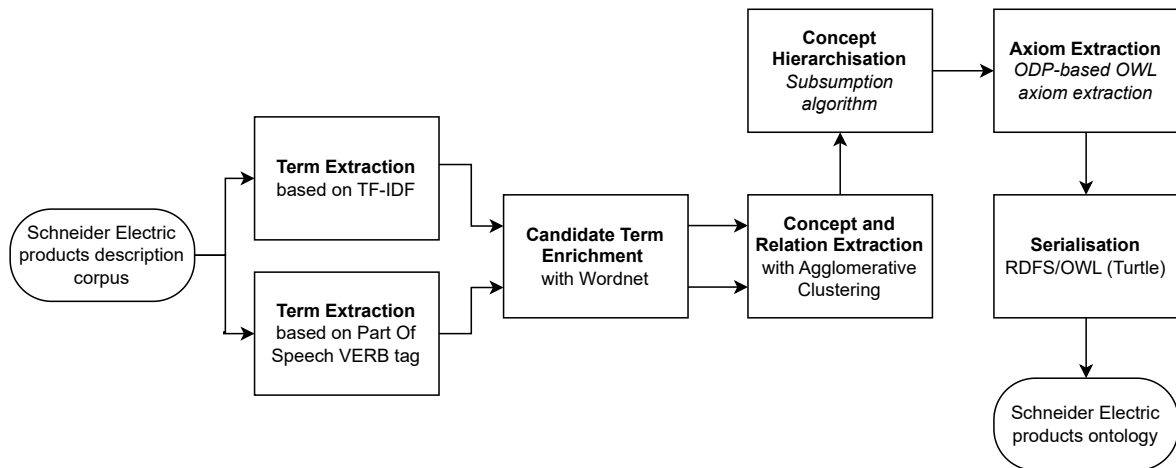 Schneider Electric
products description
corpus
Term Extraction
based on TF-IDF
Term Extraction
based on Part Of
Speech VERB tag
Candidate Term
Enrichment
with Wordnet
Concept and
Relation Extraction
with Agglomerative
Clustering
Concept
Hierarchisation
Subsumption
algorithm
Axiom Extraction
ODP-based OWL
axiom extraction
Serialisation
RDFS/OWL (Turtle)
Schneider Electric
products ontology